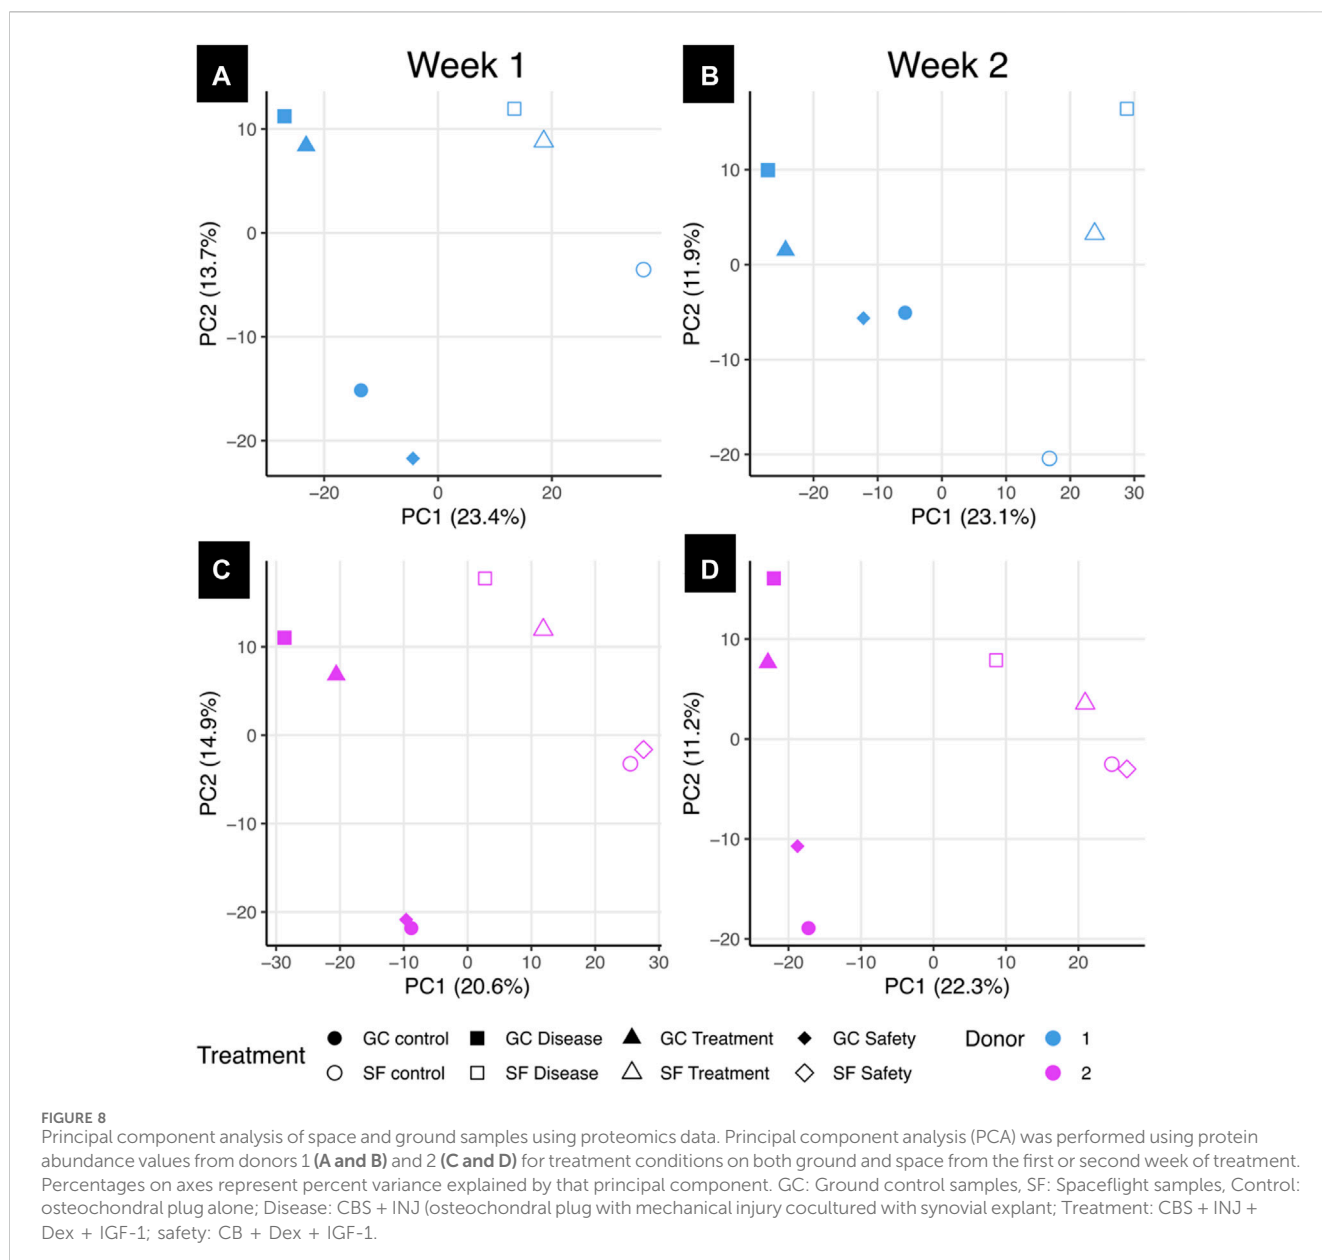 A
Week 1
B
Week 2
10
0
−10
−20
PC2 (13.7%)
−20
0
20
PC1 (23.4%)
10
0
−10
−20
PC2 (11.9%)
−20
−10
0
10
20
30
PC1 (23.1%)
C
D
10
0
−10
−20
PC2 (14.9%)
−30
−20
−10
0
10
20
30
PC1 (20.6%)
10
0
−10
−20
PC2 (11.2%)
−20
−10
0
10
20
PC1 (22.3%)
Treatment
GC control
GC Disease
GC Treatment
GC Safety
SF control
SF Disease
SF Treatment
SF Safety
Donor
1
2
FIGURE 8
Principal component analysis of space and ground samples using proteomics data. Principal component analysis (PCA) was performed using protein
abundance values from donors 1 (A and B) and 2 (C and D) for treatment conditions on both ground and space from the first or second week of treatment.
Percentages on axes represent percent variance explained by that principal component. GC: Ground control samples, SF: Spaceflight samples, Control:
osteochondral plug alone; Disease: CBS + INJ (osteochondral plug with mechanical injury cocultured with synovial explant; Treatment: CBS + INJ +
Dex + IGF-1; safety: CB + Dex + IGF-1.